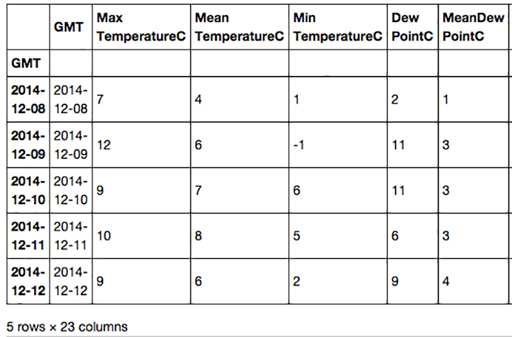 GMT Max TemperatureC Mean TemperatureC Min TemperatureC Dew PointC MeanDew PointC
GMT
2014-12-08 2014-12-08 7 4 1 2 1
2014-12-09 2014-12-09 12 6 -1 11 3
2014-12-10 2014-12-10 9 7 6 11 3
2014-12-11 2014-12-11 10 8 5 6 3
2014-12-12 2014-12-12 9 6 2 9 4
5 rows × 23 columns